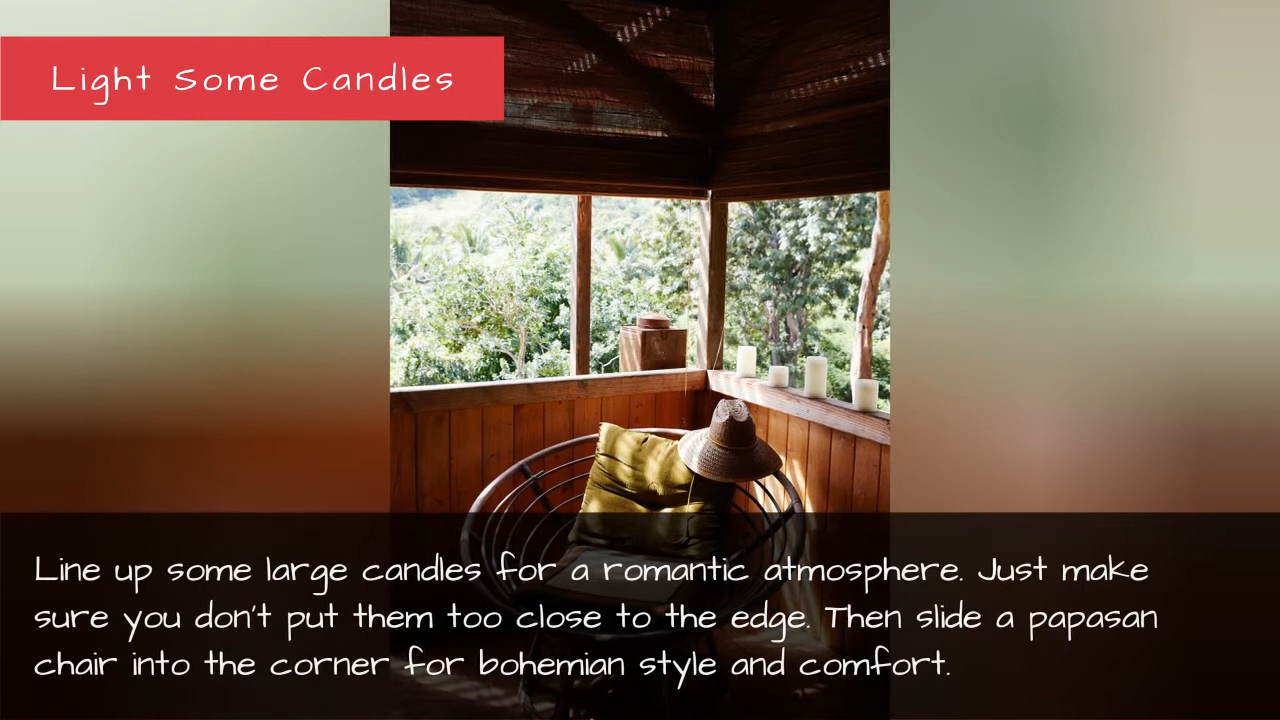 Light Some Candles
Line up some large candles for a romantic atmosphere. Just make
sure you don't put them too close to the edge. Then slide a papasan
chair into the corner for bohemian style and comfort.